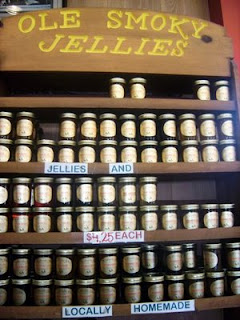 OLE SMOKY
JELLIES
JELLIES AND
$4.25 EACH
LOCALLY HOMEMADE